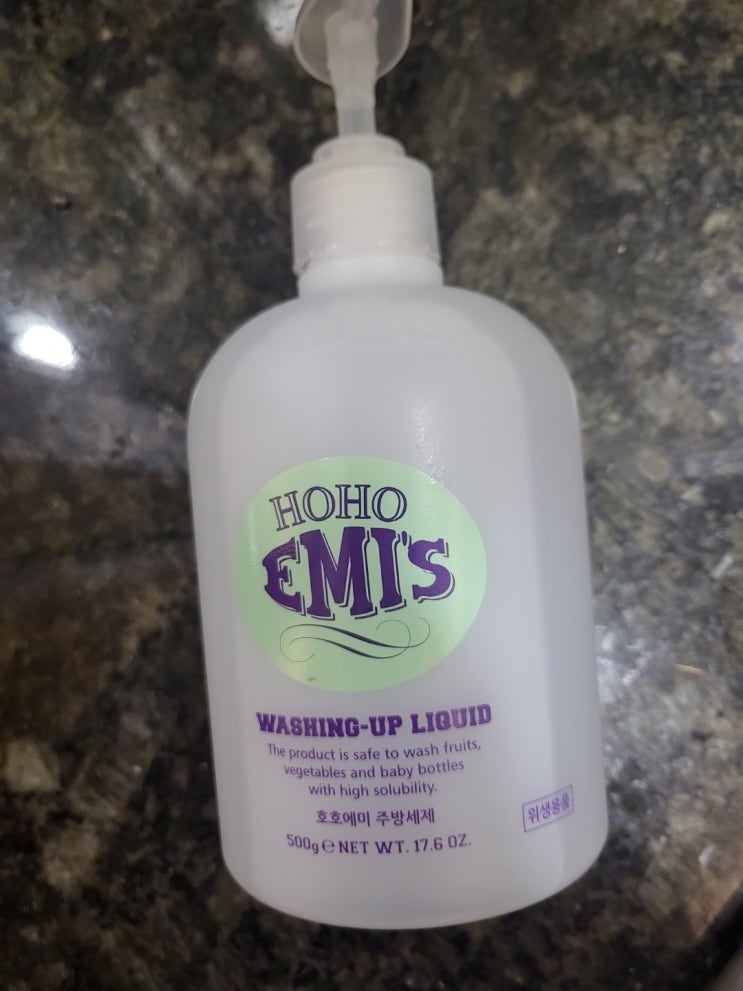 HOHO
EMI'S
WASHING-UP LIQUID
The product is safe to wash fruits,
vegetables and baby bottles
with high solubility.
호호에미 주방세제
위생용품
500g ℮ NET WT. 17.6 OZ.